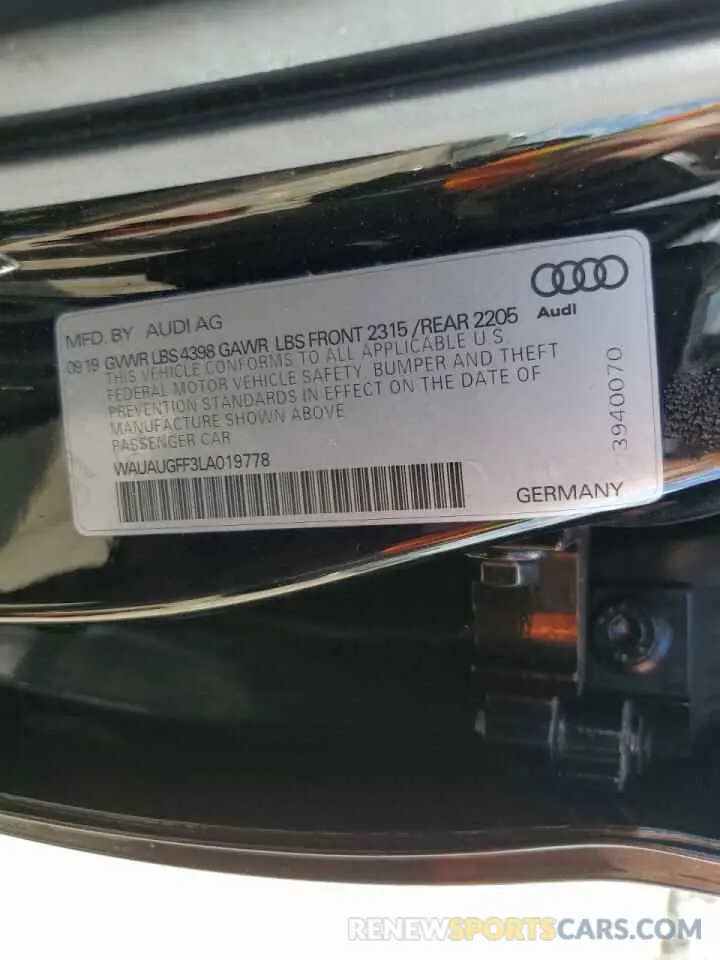 MFD. BY AUDI AG
09 19 GVWR LBS 4398 GAWR LBS FRONT 2315 /REAR 2205
THIS VEHICLE CONFORMS TO ALL APPLICABLE U.S.
FEDERAL MOTOR VEHICLE SAFETY, BUMPER AND THEFT
PREVENTION STANDARDS IN EFFECT ON THE DATE OF
MANUFACTURE SHOWN ABOVE
PASSENGER CAR
WAUAUGFF3LA019778
Audi
3940070
GERMANY
RENEWSPORTSCARS.COM